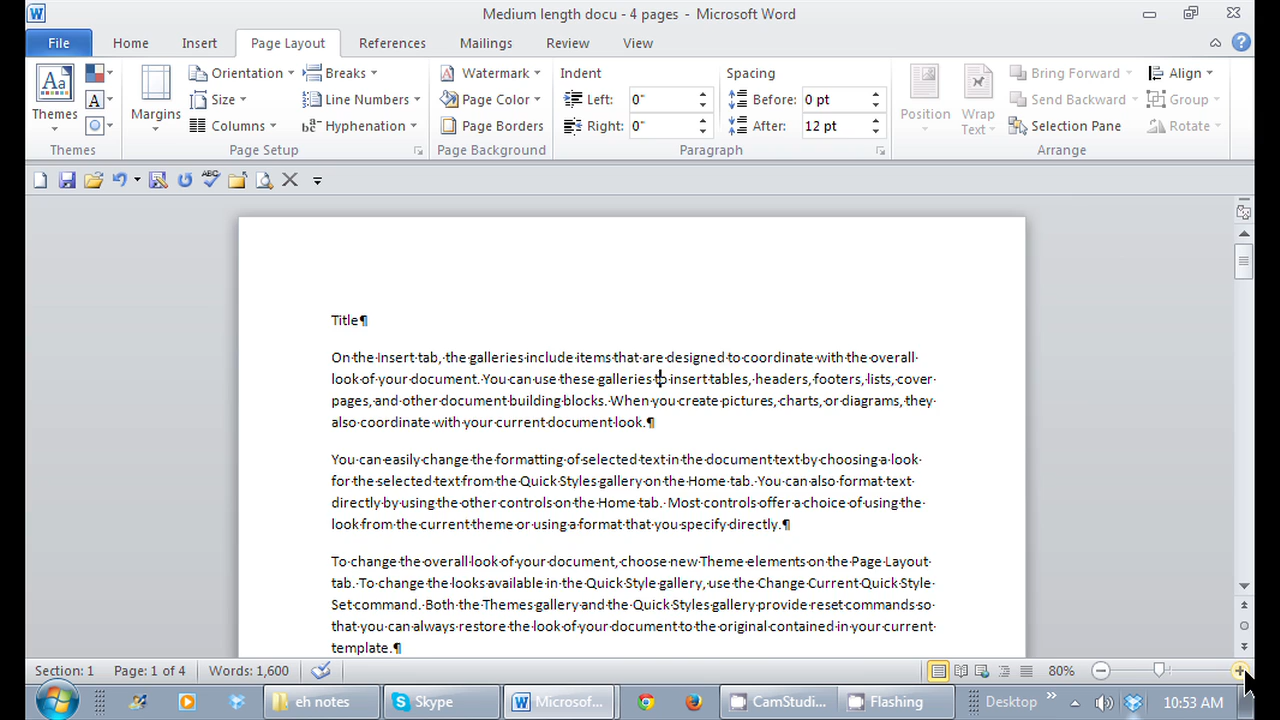 Medium length docu - 4 pages - Microsoft Word
File Home Insert Page Layout References Mailings Review View
Orientation Breaks Watermark Indent Spacing Bring Forward Align
Size Line Numbers Page Color Left: 0" Before: 0 pt Send Backward Group
Themes Margins Columns Hyphenation Page Borders Right: 0" After: 12 pt Position Wrap Text Selection Pane Rotate
Themes Page Setup Page Background Paragraph Arrange
Title¶
On·the·Insert·tab,·the·galleries·include·items·that·are·designed·to·coordinate·with·the·overall·
look·of·your·document.·You·can·use·these·galleries·to·insert·tables,·headers,·footers,·lists,·cover·
pages,·and·other·document·building·blocks.·When·you·create·pictures,·charts,·or·diagrams,·they·
also·coordinate·with·your·current·document·look.¶
You·can·easily·change·the·formatting·of·selected·text·in·the·document·text·by·choosing·a·look·
for·the·selected·text·from·the·Quick·Styles·gallery·on·the·Home·tab.·You·can·also·format·text·
directly·by·using·the·other·controls·on·the·Home·tab.·Most·controls·offer·a·choice·of·using·the·
look·from·the·current·theme·or·using·a·format·that·you·specify·directly.¶
To·change·the·overall·look·of·your·document,·choose·new·Theme·elements·on·the·Page·Layout·
tab.·To·change·the·looks·available·in·the·Quick·Style·gallery,·use·the·Change·Current·Quick·Style·
Set·command.·Both·the·Themes·gallery·and·the·Quick·Styles·gallery·provide·reset·commands·so·
that·you·can·always·restore·the·look·of·your·document·to·the·original·contained·in·your·current·
template.¶
Section: 1 Page: 1 of 4 Words: 1,600 80%
eh notes Skype Microsof... CamStudi... Flashing Desktop 10:53 AM